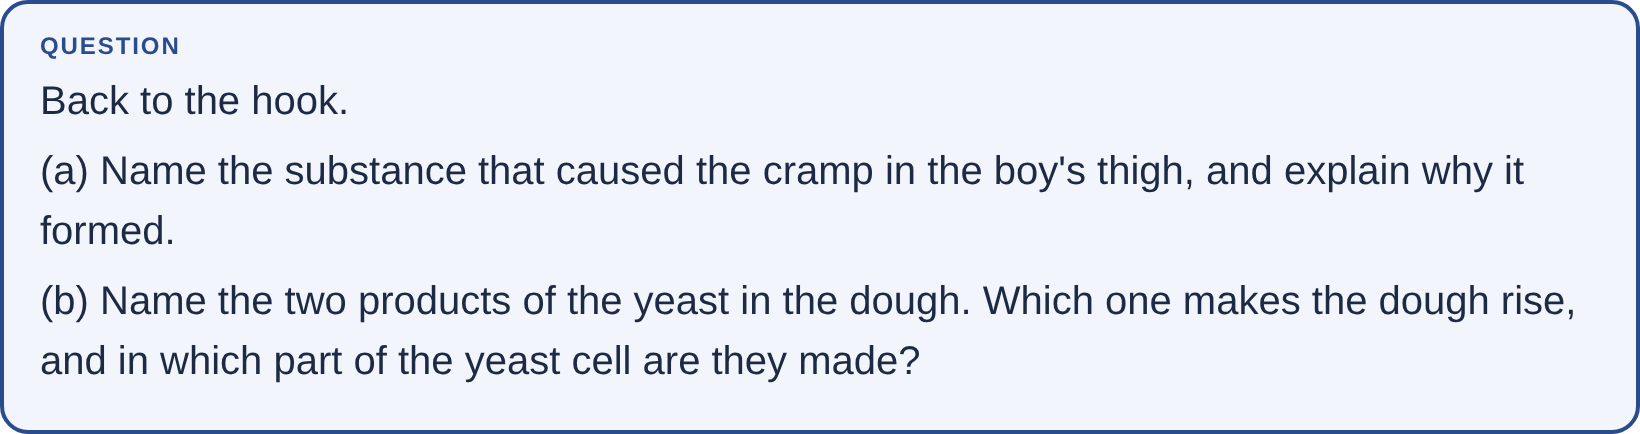 QUESTION
Back to the hook.
(a) Name the substance that caused the cramp in the boy's thigh, and explain why it
formed.
(b) Name the two products of the yeast in the dough. Which one makes the dough rise,
and in which part of the yeast cell are they made?